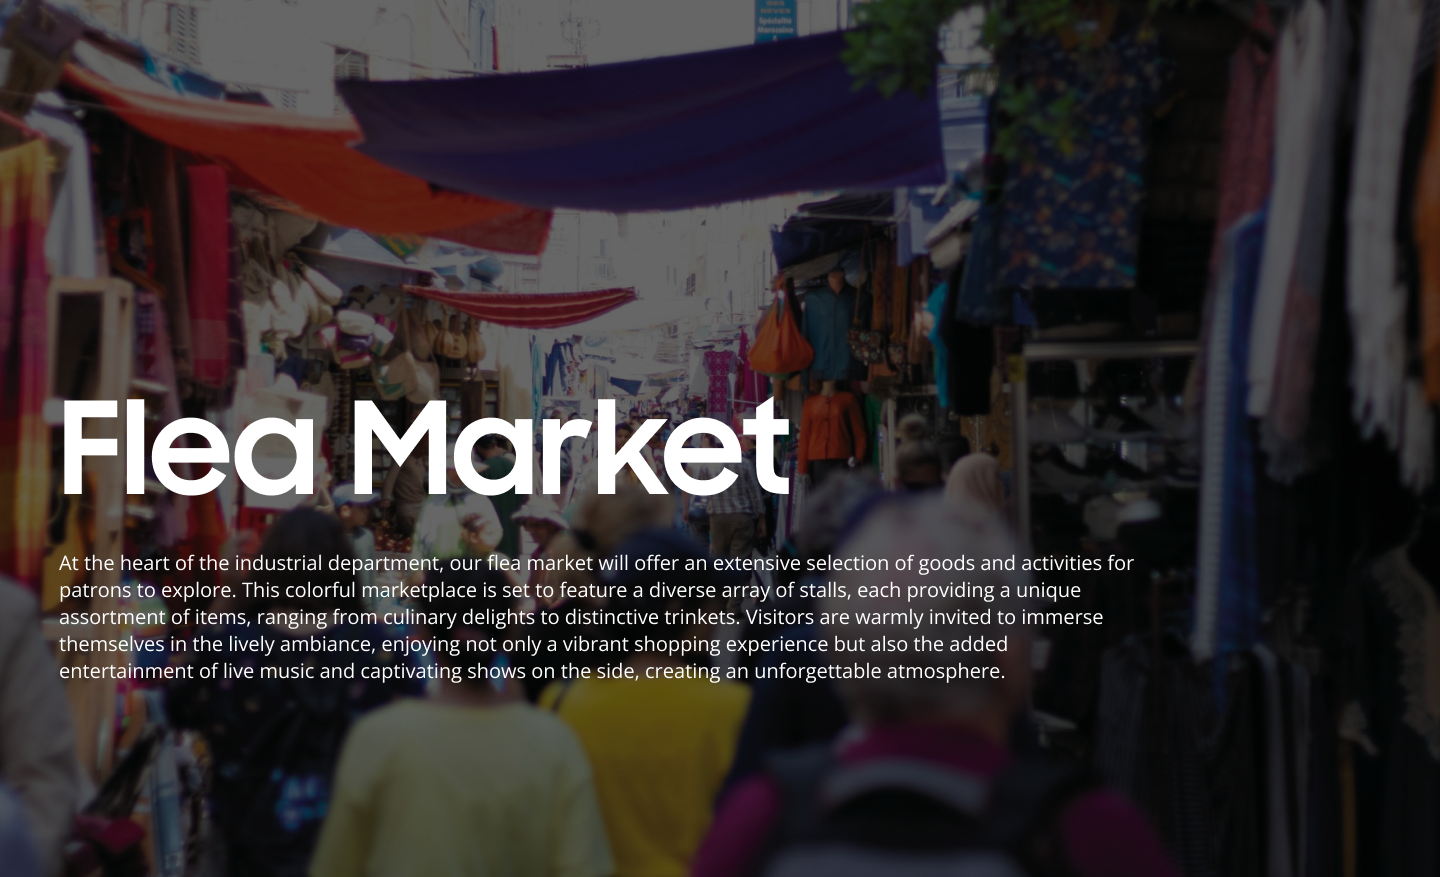 Spécialité
Marocaine
Flea Market
At the heart of the industrial department, our flea market will offer an extensive selection of goods and activities for
patrons to explore. This colorful marketplace is set to feature a diverse array of stalls, each providing a unique
assortment of items, ranging from culinary delights to distinctive trinkets. Visitors are warmly invited to immerse
themselves in the lively ambiance, enjoying not only a vibrant shopping experience but also the added
entertainment of live music and captivating shows on the side, creating an unforgettable atmosphere.